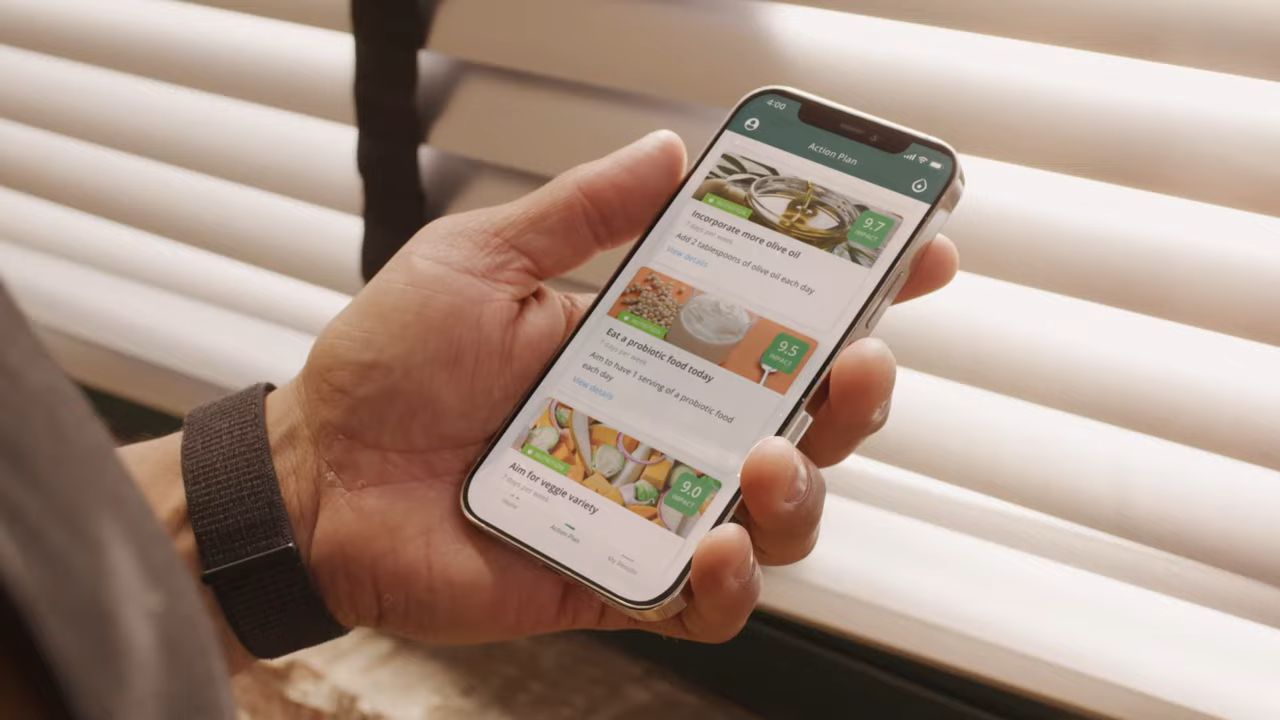 4:00
Action Plan
NUTRITION
9.7
IMPACT
Incorporate more olive oil
7 days per week
Add 2 tablespoons of olive oil each day
View details
NUTRITION
9.5
IMPACT
Eat a probiotic food today
7 days per week
Aim to have 1 serving of a probiotic food
each day
View details
NUTRITION
9.0
IMPACT
Aim for veggie variety
7 days per week
Home
Action Plan
My Results